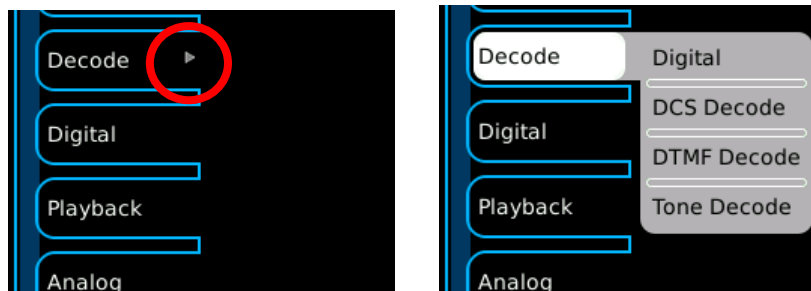 Decode
Digital
Playback
Analog
Decode
Digital
Playback
Analog
Digital
DCS Decode
DTMF Decode
Tone Decode